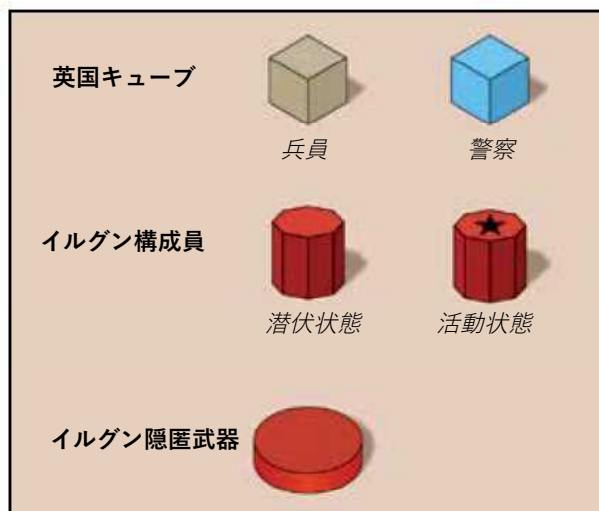 英国キューブ
兵員 警察
イルグン構成員
潜伏状態 活動状態
イルグン隠匿武器